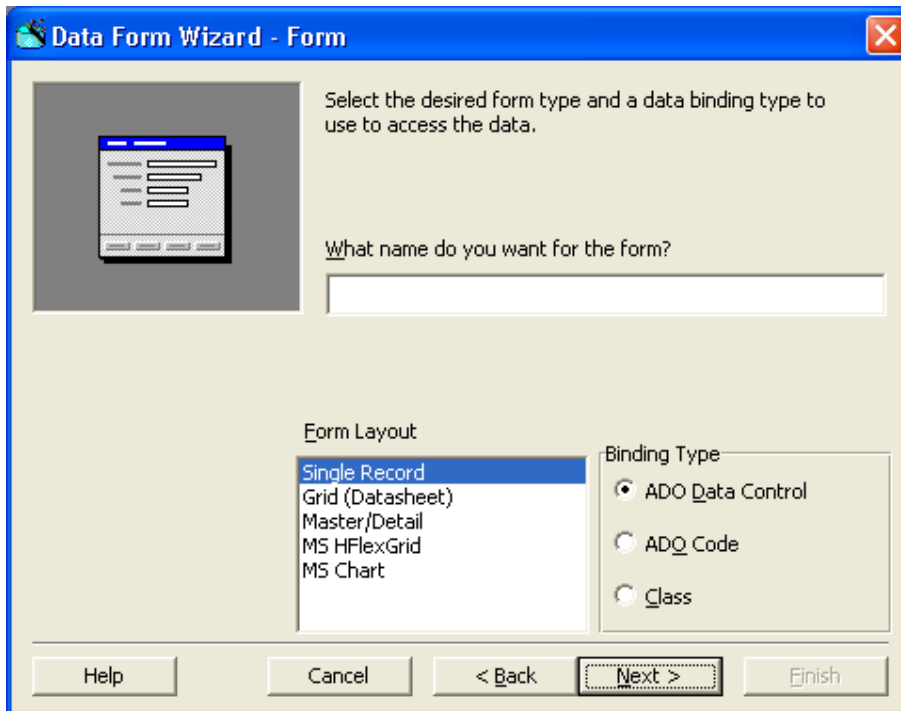 Data Form Wizard - Form
Select the desired form type and a data binding type to
use to access the data.
What name do you want for the form?
Form Layout
Single Record
Grid (Datasheet)
Master/Detail
MS HFlexGrid
MS Chart
Binding Type
ADO Data Control
ADO Code
Class
Help
Cancel
< Back
Next >
Finish